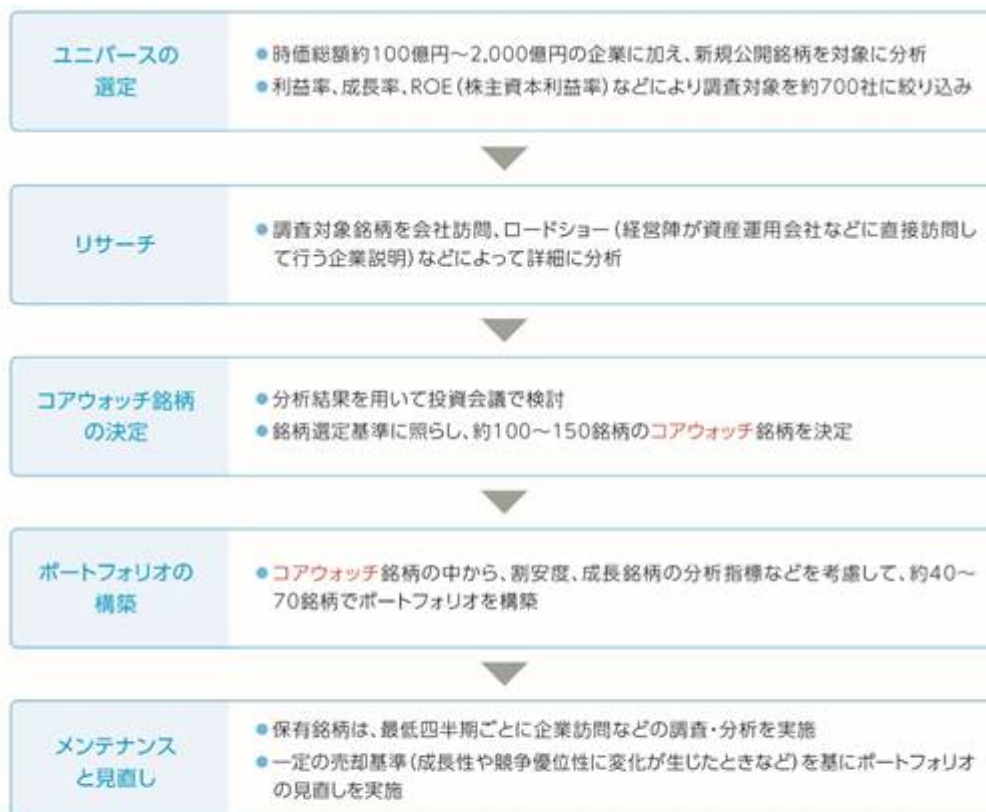 ユニバースの
選定
●時価総額約100億円～2,000億円の企業に加え、新規公開銘柄を対象に分析
●利益率、成長率、ROE(株主資本利益率)などにより調査対象を約700社に絞り込み
リサーチ
●調査対象銘柄を会社訪問、ロードショー(経営陣が資産運用会社などに直接訪問し
て行う企業説明)などによって詳細に分析
コアウォッチ銘柄
の決定
●分析結果を用いて投資会議で検討
●銘柄選定基準に照らし、約100～150銘柄のコアウォッチ銘柄を決定
ポートフォリオの
構築
●コアウォッチ銘柄の中から、割安度、成長銘柄の分析指標などを考慮して、約40～
70銘柄でポートフォリオを構築
メンテナンス
と見直し
●保有銘柄は、最低四半期ごとに企業訪問などの調査・分析を実施
●一定の売却基準(成長性や競争優位性に変化が生じたときなど)を基にポートフォリオ
の見直しを実施